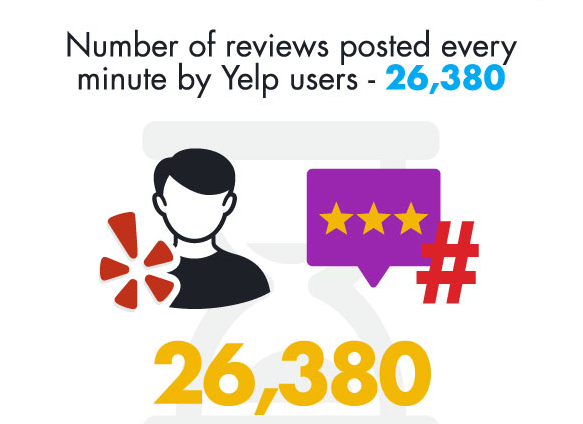 Number of reviews posted every
minute by Yelp users - 26,380
#
26,380